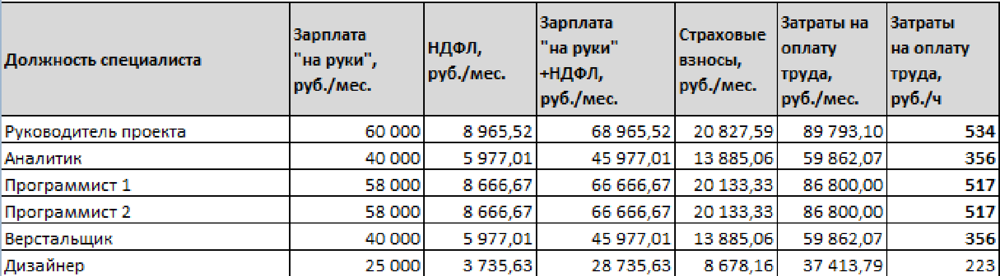 Должность специалиста
Зарплата
"на руки",
руб./мес.
НДФЛ,
руб./мес.
Зарплата
"на руки"
+НДФЛ,
руб./мес.
Страховые
взносы,
руб./мес.
Затраты на
оплату
труда,
руб./мес.
Затраты
на оплату
труда,
руб./ч
Руководитель проекта 60 000 8 965,52 68 965,52 20 827,59 89 793,10 534
Аналитик 40 000 5 977,01 45 977,01 13 885,06 59 862,07 356
Программист 1 58 000 8 666,67 66 666,67 20 133,33 86 800,00 517
Программист 2 58 000 8 666,67 66 666,67 20 133,33 86 800,00 517
Верстальщик 40 000 5 977,01 45 977,01 13 885,06 59 862,07 356
Дизайнер 25 000 3 735,63 28 735,63 8 678,16 37 413,79 223